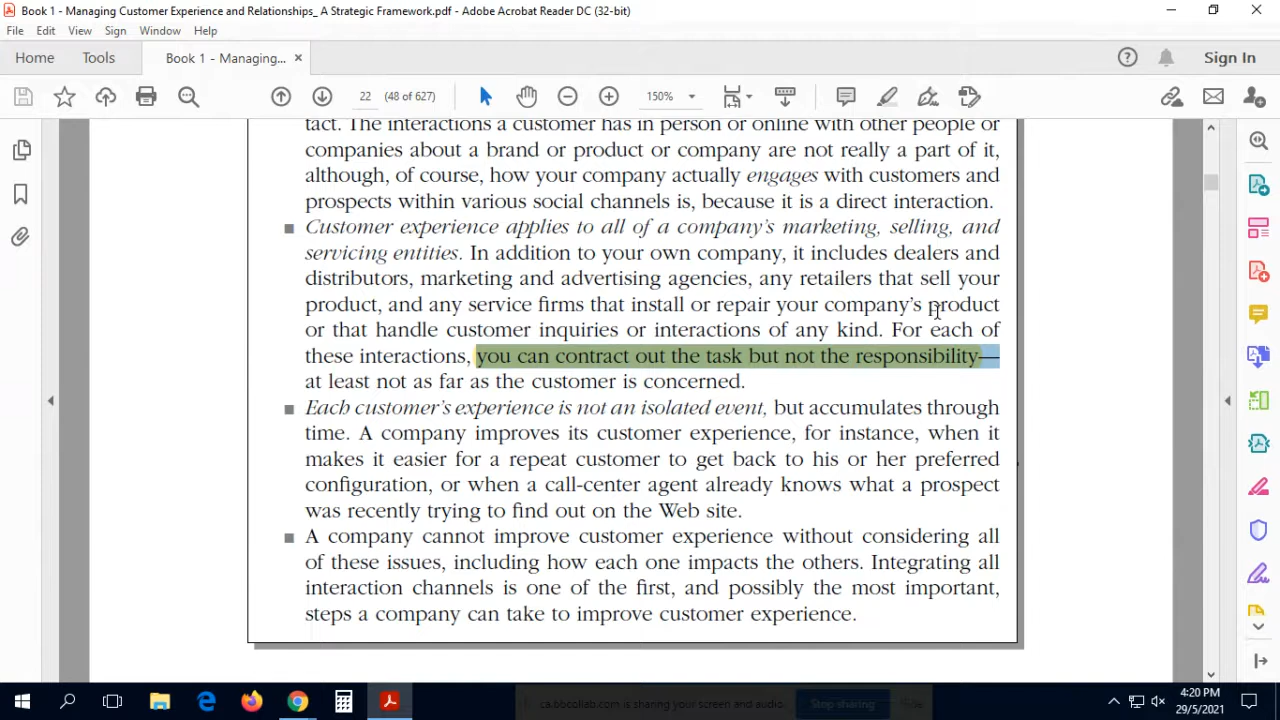 Book 1 - Managing Customer Experience and Relationships_ A Strategic Framework.pdf - Adobe Acrobat Reader DC (32-bit)
File Edit View Sign Window Help
Home Tools Book 1 - Managing... ×
22 (48 of 627) 150%
Sign In
tact. The interactions a customer has in person or online with other people or
companies about a brand or product or company are not really a part of it,
although, of course, how your company actually engages with customers and
prospects within various social channels is, because it is a direct interaction.
■ Customer experience applies to all of a company's marketing, selling, and
servicing entities. In addition to your own company, it includes dealers and
distributors, marketing and advertising agencies, any retailers that sell your
product, and any service firms that install or repair your company's product
or that handle customer inquiries or interactions of any kind. For each of
these interactions, you can contract out the task but not the responsibility—
at least not as far as the customer is concerned.
■ Each customer's experience is not an isolated event, but accumulates through
time. A company improves its customer experience, for instance, when it
makes it easier for a repeat customer to get back to his or her preferred
configuration, or when a call-center agent already knows what a prospect
was recently trying to find out on the Web site.
■ A company cannot improve customer experience without considering all
of these issues, including how each one impacts the others. Integrating all
interaction channels is one of the first, and possibly the most important,
steps a company can take to improve customer experience.
ca.bbcollab.com is sharing your screen and audio. Stop sharing Hide
4:20 PM
29/5/2021